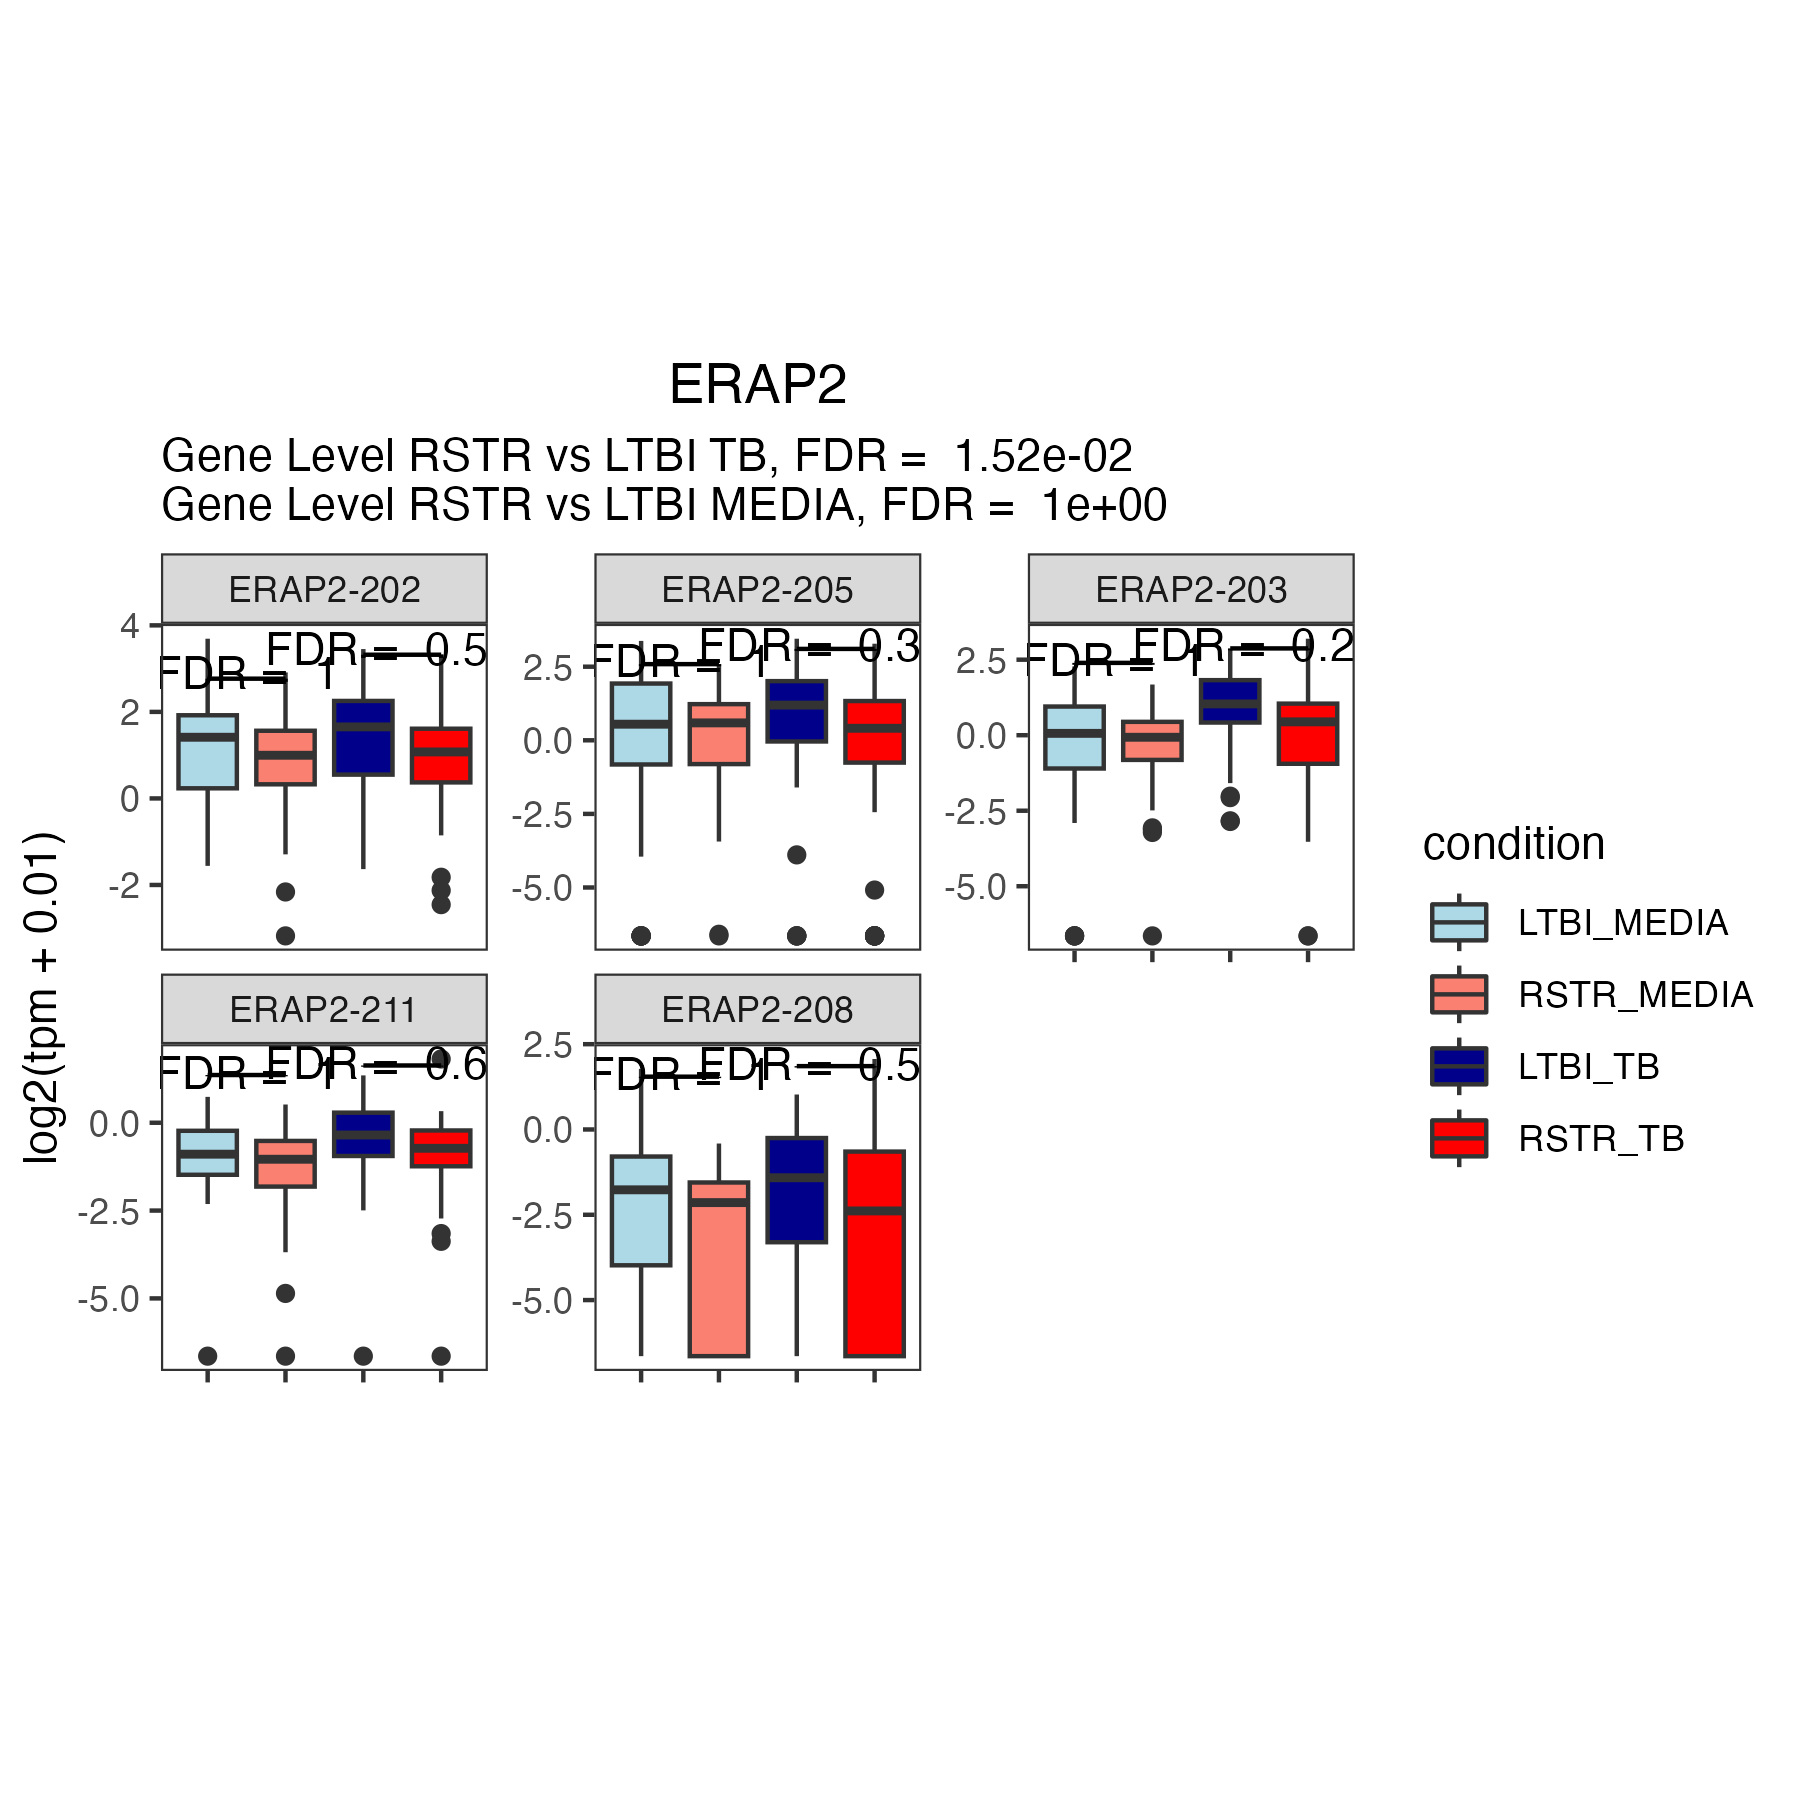 ERAP2
Gene Level RSTR vs LTBI TB, FDR = 1.52e-02
Gene Level RSTR vs LTBI MEDIA, FDR = 1e+00
ERAP2-202
ERAP2-205
ERAP2-203
FDR = 1
FDR = 0.5
FDR = 1
FDR = 0.3
FDR = 1
FDR = 0.2
4
2
0
-2
2.5
0.0
-2.5
-5.0
2.5
0.0
-2.5
-5.0
log2(tpm + 0.01)
ERAP2-211
ERAP2-208
FDR = 1
FDR = 0.6
FDR = 1
FDR = 0.5
0.0
-2.5
-5.0
2.5
0.0
-2.5
-5.0
condition
LTBI_MEDIA
RSTR_MEDIA
LTBI_TB
RSTR_TB